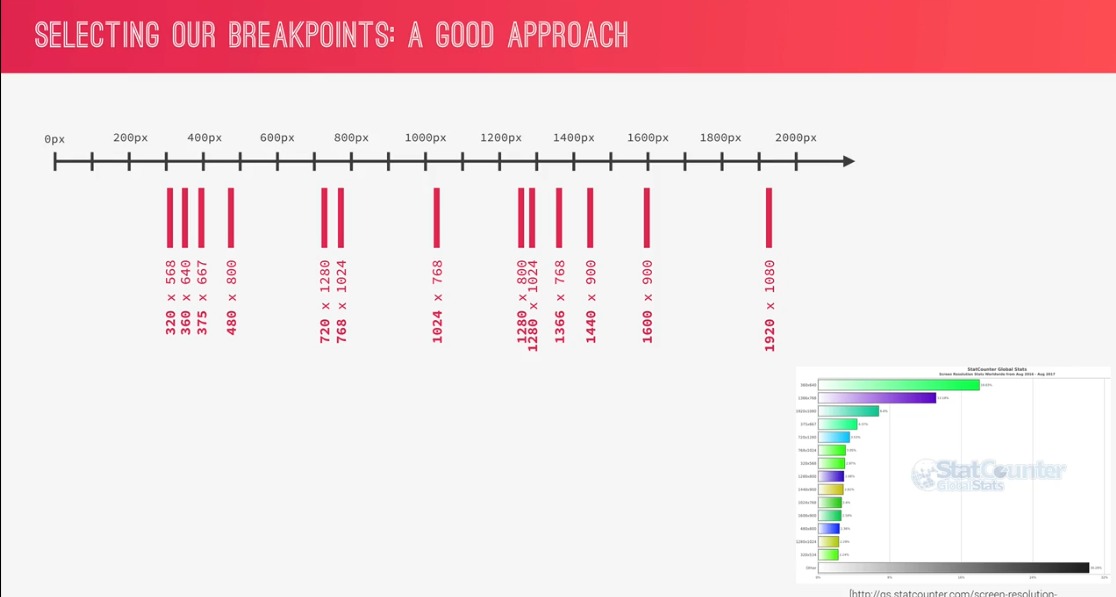 SELECTING OUR BREAKPOINTS: A GOOD APPROACH
0px 200px 400px 600px 800px 1000px 1200px 1400px 1600px 1800px 2000px
320 x 568
360 x 640
375 x 667
480 x 800
720 x 1280
768 x 1024
1024 x 768
1280 x 800
1280 x 1024
1366 x 768
1440 x 900
1600 x 900
1920 x 1080
StatCounter Global Stats
Screen Resolution Stats Worldwide from Aug 2016 - Aug 2017
StatCounter
GlobalStats
Other
[http://gs.statcounter.com/screen-resolution-